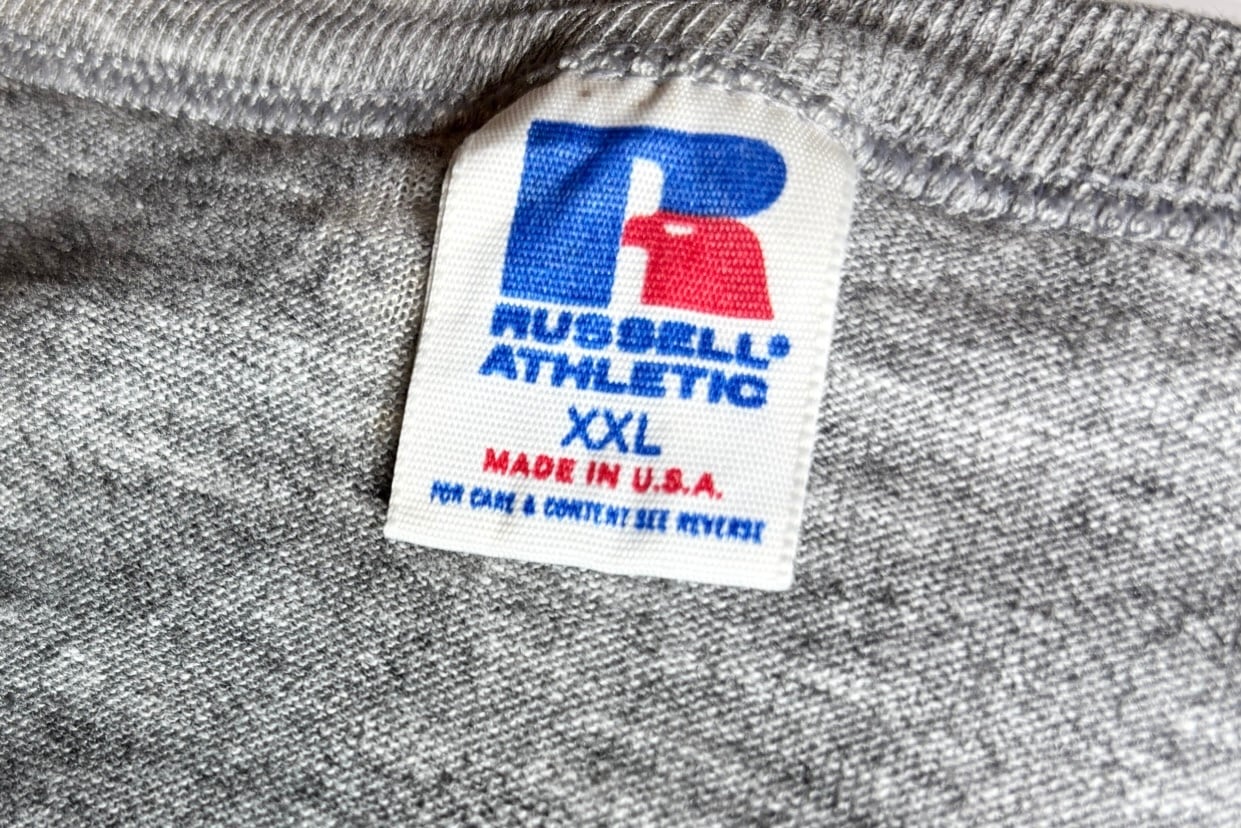 R
RUSSELL®
ATHLETIC
XXL
MADE IN U.S.A.
FOR CARE & CONTENT SEE REVERSE